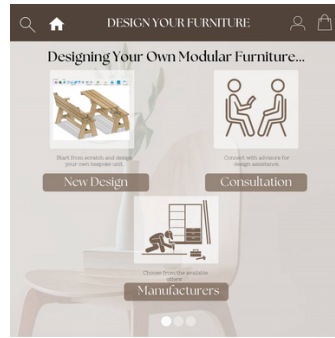 DESIGN YOUR FURNITURE
Designing Your Own Modular Furniture...
Start from scratch and design
your own bespoke unit.
New Design
Connect with advisors for
design assistance.
Consultation
Choose from the available
others
Manufacturers